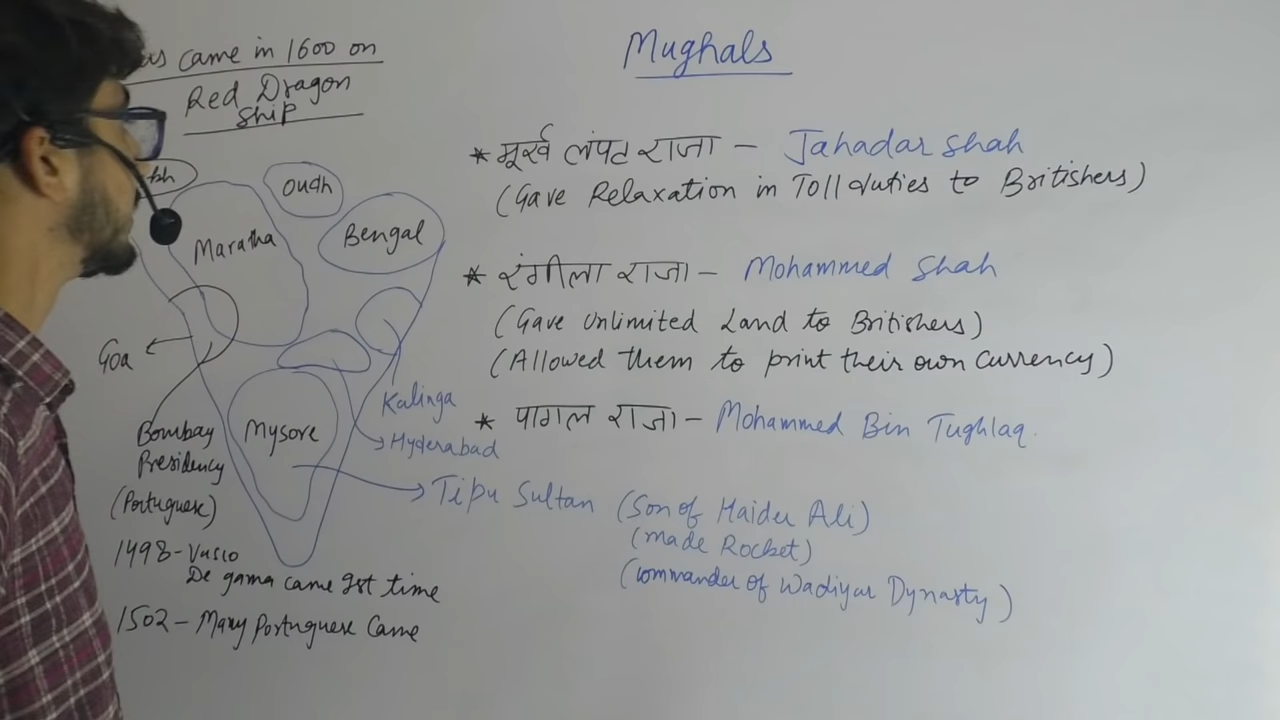 came in 1600 on
Red Dragon
Ship
Oudh
Maratha
Bengal
Goa
Bombay
Presidency
(Portuguese)
Mysore
Kalinga
Hyderabad
1498 - Vasco
De gama came Ist time
1502 - Many Portuguese Came
Mughals
* मूर्ख लंपट राजा - Jahadar Shah
(Gave Relaxation in Toll duties to Britishers)
* रंगीला राजा - Mohammed Shah
(Gave Unlimited Land to Britishers)
(Allowed them to print their own Currency)
* पागल राजा - Mohammed Bin Tughlaq.
Tipu Sultan (Son of Haider Ali)
(made Rocket)
(Commander of Wadiyar Dynasty)